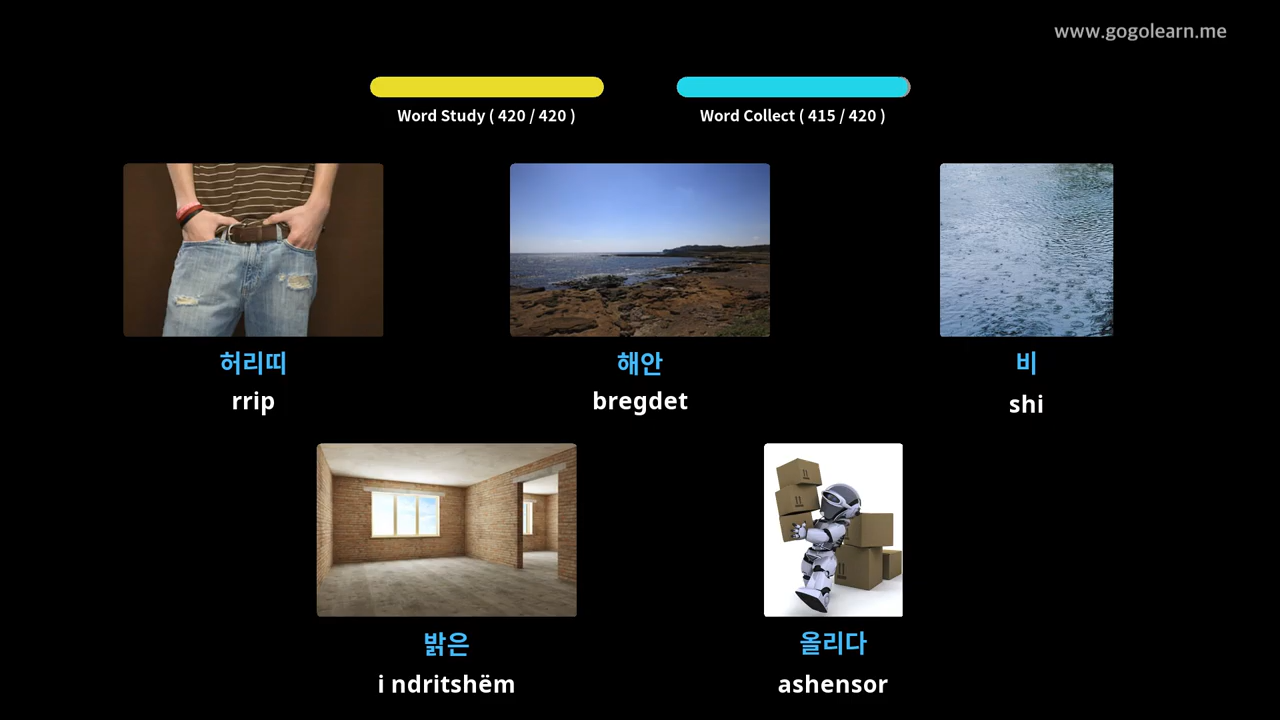 www.gogolearn.me
Word Study ( 420 / 420 )
Word Collect ( 415 / 420 )
허리띠
rrip
해안
bregdet
비
shi
밝은
i ndritshëm
올리다
ashensor